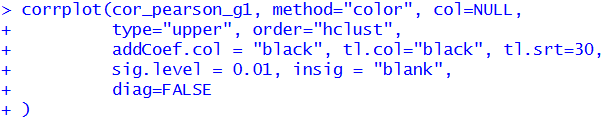 > corrplot(cor_pearson_g1, method="color", col=NULL,
+          type="upper", order="hclust",
+          addCoef.col = "black", tl.col="black", tl.srt=30,
+          sig.level = 0.01, insig = "blank",
+          diag=FALSE
+ )